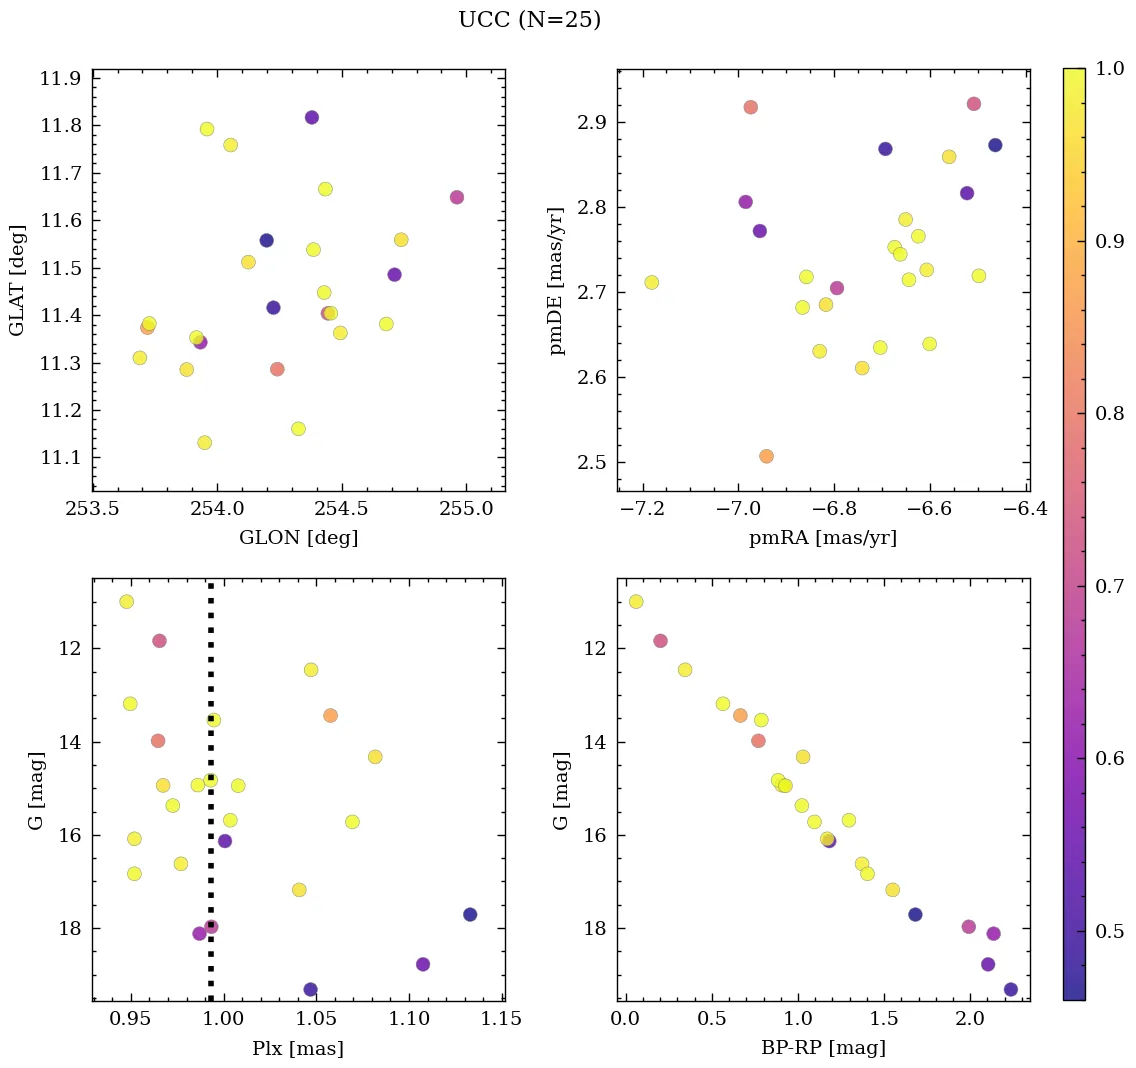 UCC (N=25)
11.9
11.8
11.7
11.6
11.5
11.4
11.3
11.2
11.1
GLAT [deg]
253.5 254.0 254.5 255.0
GLON [deg]
2.9
2.8
2.7
2.6
2.5
pmDE [mas/yr]
−7.2 −7.0 −6.8 −6.6 −6.4
pmRA [mas/yr]
12
14
16
18
G [mag]
0.95 1.00 1.05 1.10 1.15
Plx [mas]
12
14
16
18
G [mag]
0.0 0.5 1.0 1.5 2.0
BP-RP [mag]
1.0
0.9
0.8
0.7
0.6
0.5